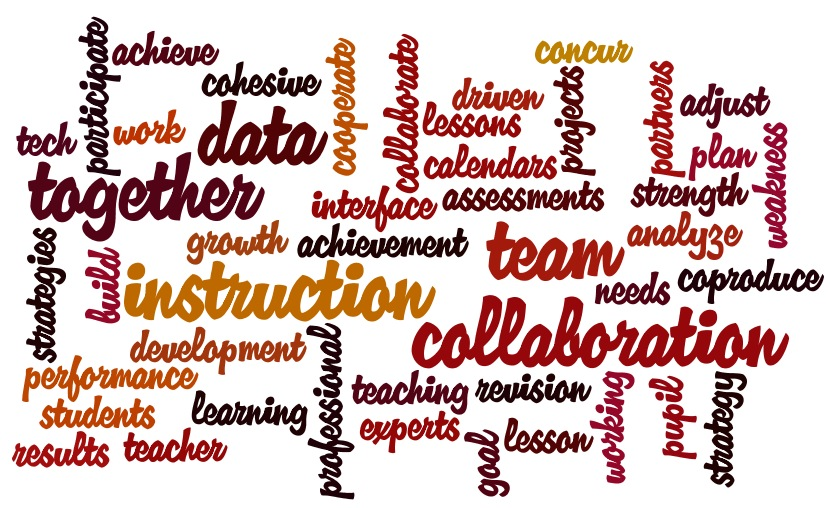 participate
achieve
cohesive
cooperate
collaborate
concur
driven
lessons
projects
partners
adjust
tech
work
data
calendars
plan
weakness
together
interface
assessments
strength
strategies
build
growth
achievement
team
analyze
instruction
needs
coproduce
collaboration
development
performance
professional
teaching
revision
working
pupil
strategy
students
learning
experts
goal
lesson
results
teacher